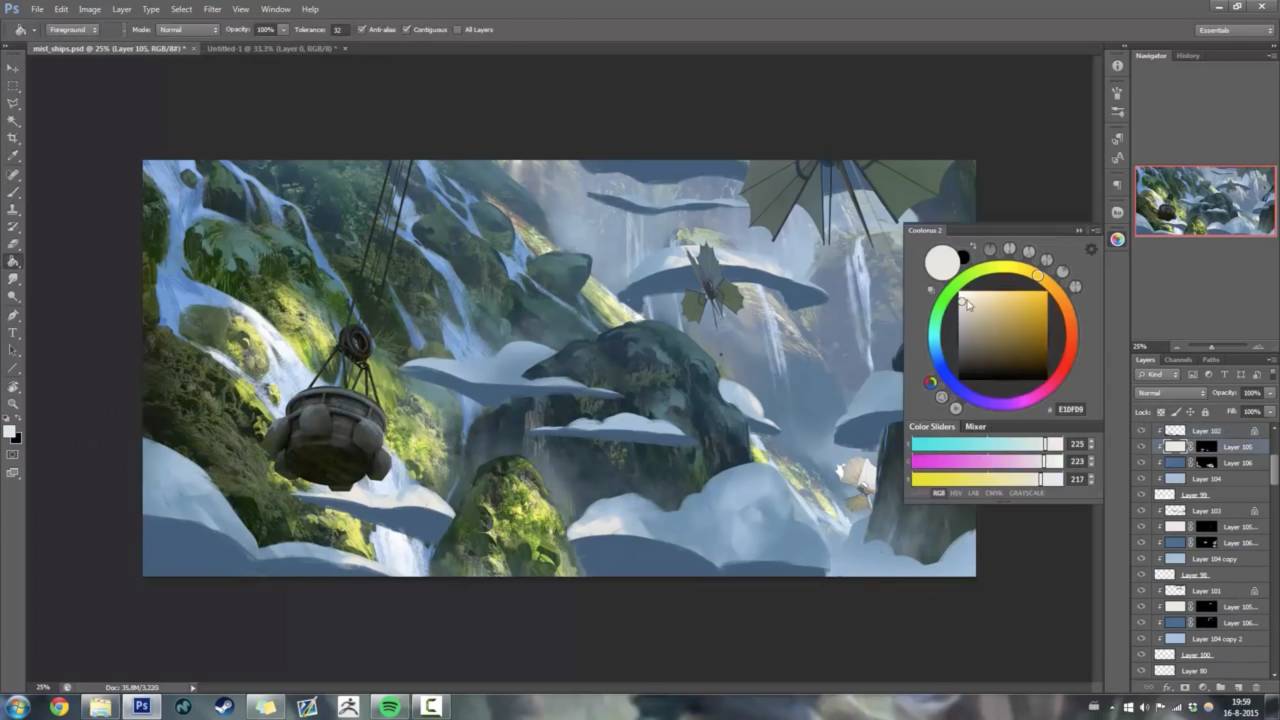 Ps File Edit Image Layer Type Select Filter View Window Help
Foreground Mode: Normal Opacity: 100% Tolerance: 32 Anti-alias Contiguous All Layers Essentials
mist_ships.psd @ 25% (Layer 105, RGB/8#) * × Untitled-1 @ 33,3% (Layer 0, RGB/8) * ×
Navigator History
Coolorus 2
25%
Layers Channels Paths
Kind
Normal Opacity: 100%
Lock: Fill: 100%
E1DFD9
Color Sliders Mixer
225
223
217
RGB HSV LAB CMYK GRAYSCALE
Layer 102
Layer 105
Layer 106
Layer 104
Layer 99
Layer 103
Layer 105...
Layer 106...
Layer 104 copy
Layer 98
Layer 101
Layer 105...
Layer 106...
Layer 104 copy 2
Layer 100
Layer 80
25% Doc: 35,8M/3,22G
19:59
16-8-2015